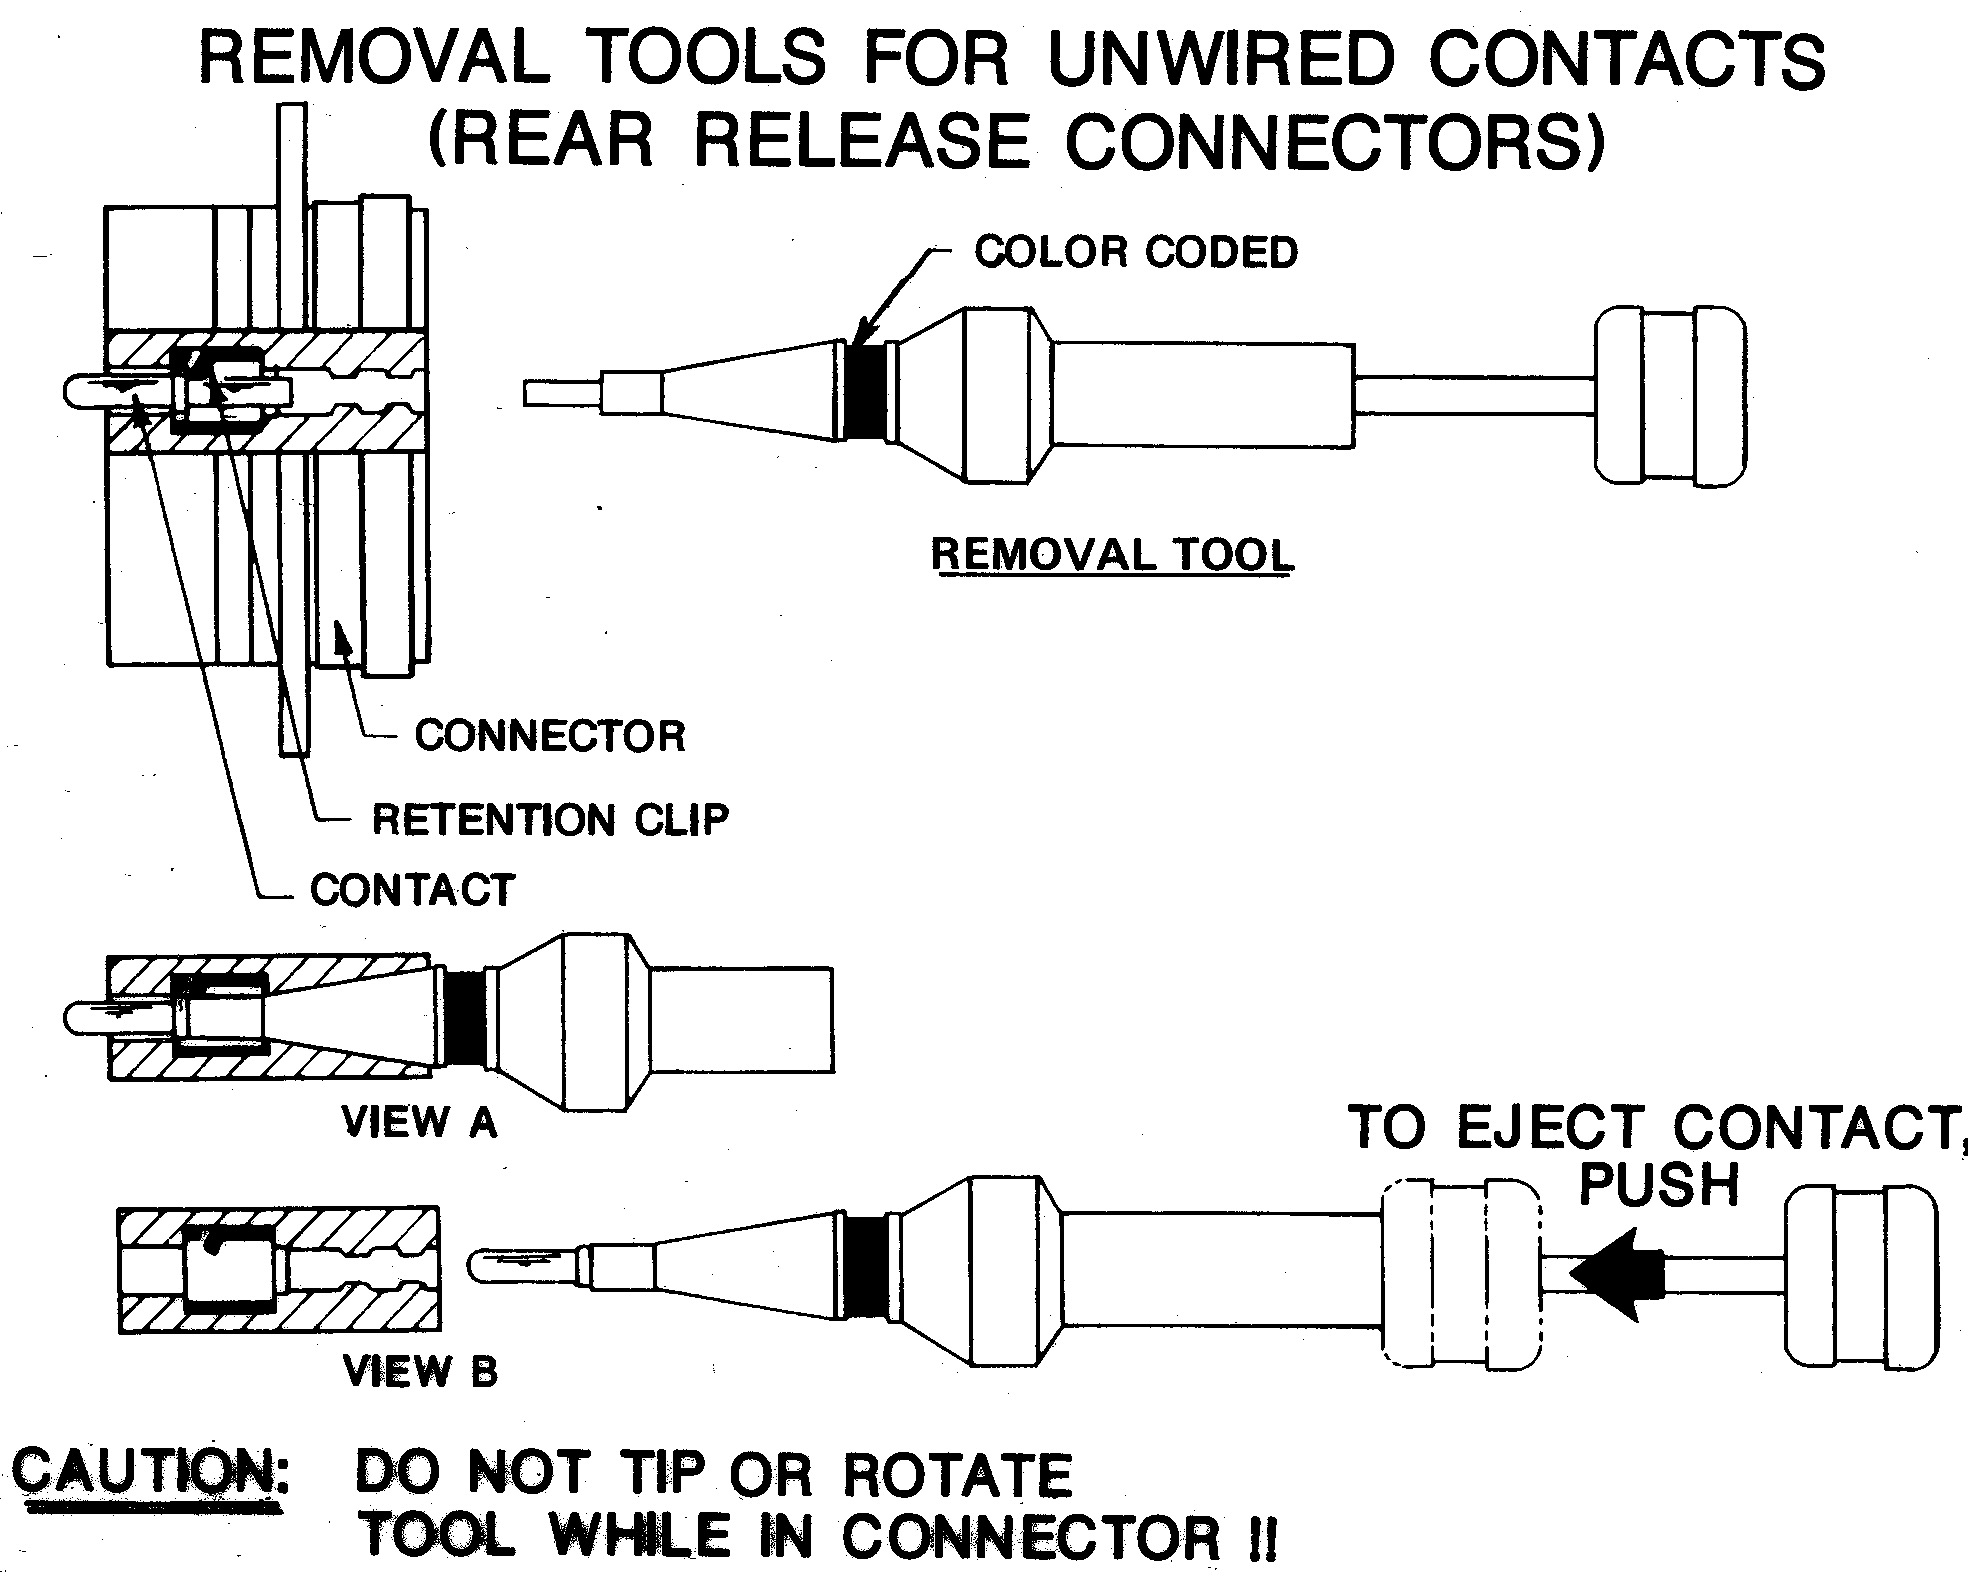 REMOVAL TOOLS FOR UNWIRED CONTACTS
(REAR RELEASE CONNECTORS)
COLOR CODED
REMOVAL TOOL
CONNECTOR
RETENTION CLIP
CONTACT
VIEW A
TO EJECT CONTACT,
PUSH
VIEW B
CAUTION: DO NOT TIP OR ROTATE
TOOL WHILE IN CONNECTOR !!